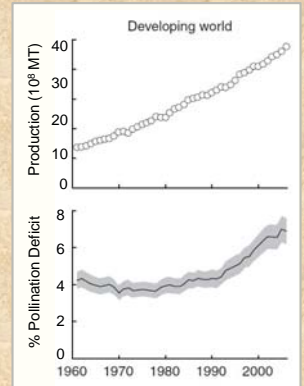 Developing world
Production (10⁸ MT)
40
30
20
10
0
% Pollination Deficit
8
6
4
2
0
1960 1970 1980 1990 2000